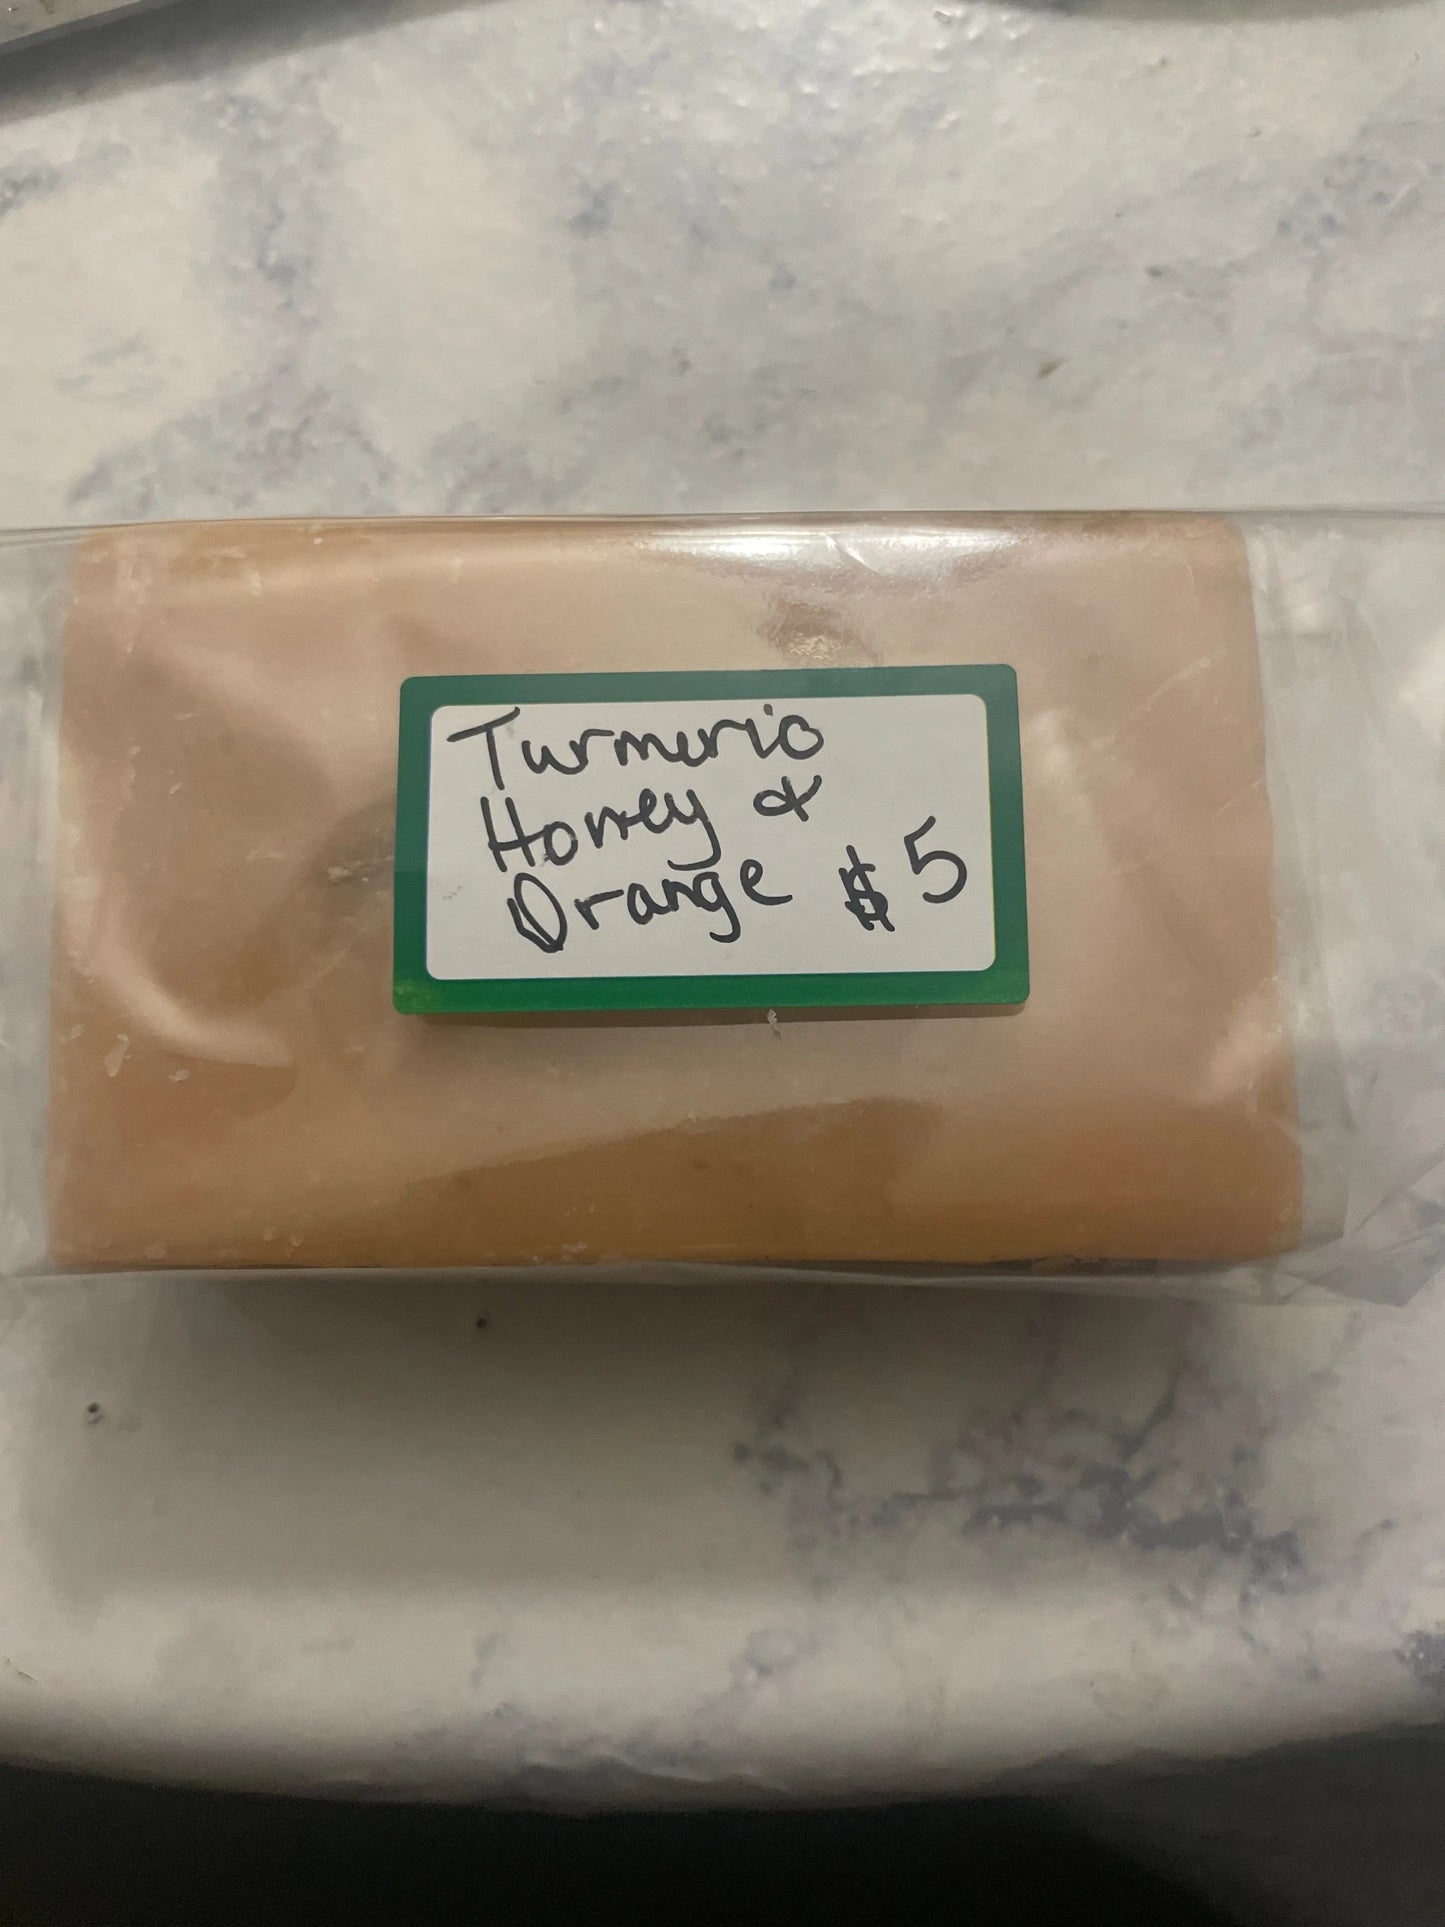 Turmeric
Honey &
Orange $5